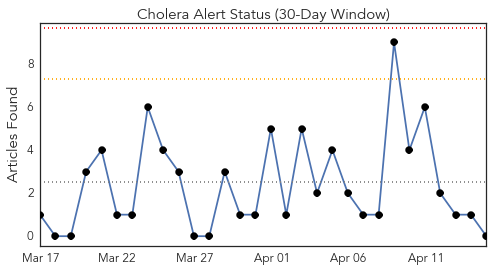 Cholera Alert Status (30-Day Window)
Articles Found
8
6
4
2
0
Mar 17 Mar 22 Mar 27 Apr 01 Apr 06 Apr 11